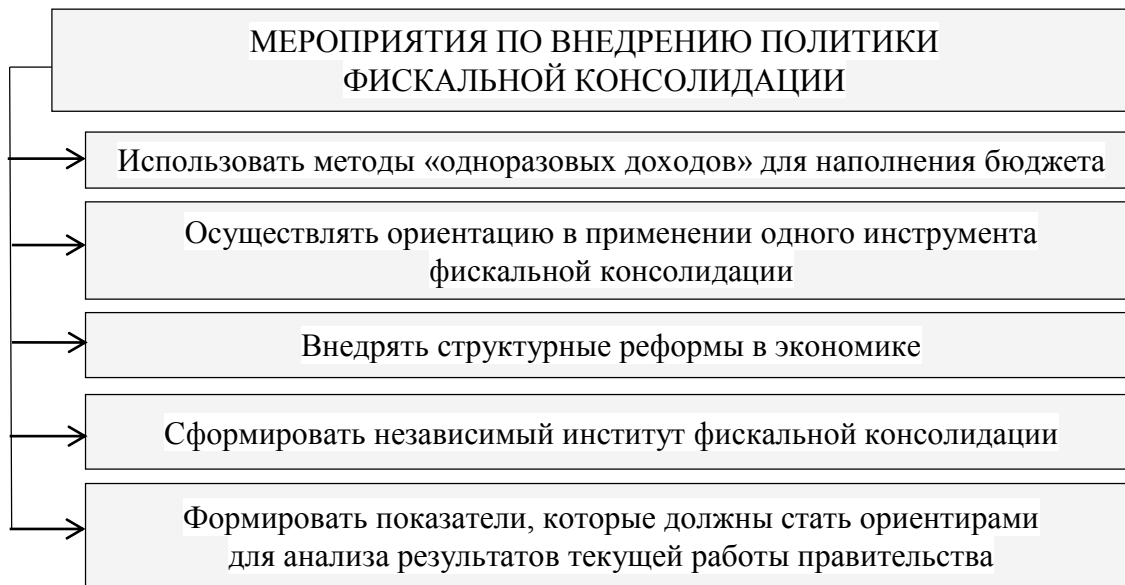 МЕРОПРИЯТИЯ ПО ВНЕДРЕНИЮ ПОЛИТИКИ
ФИСКАЛЬНОЙ КОНСОЛИДАЦИИ
Использовать методы «одноразовых доходов» для наполнения бюджета
Осуществлять ориентацию в применении одного инструмента
фискальной консолидации
Внедрять структурные реформы в экономике
Сформировать независимый институт фискальной консолидации
Формировать показатели, которые должны стать ориентирами
для анализа результатов текущей работы правительства